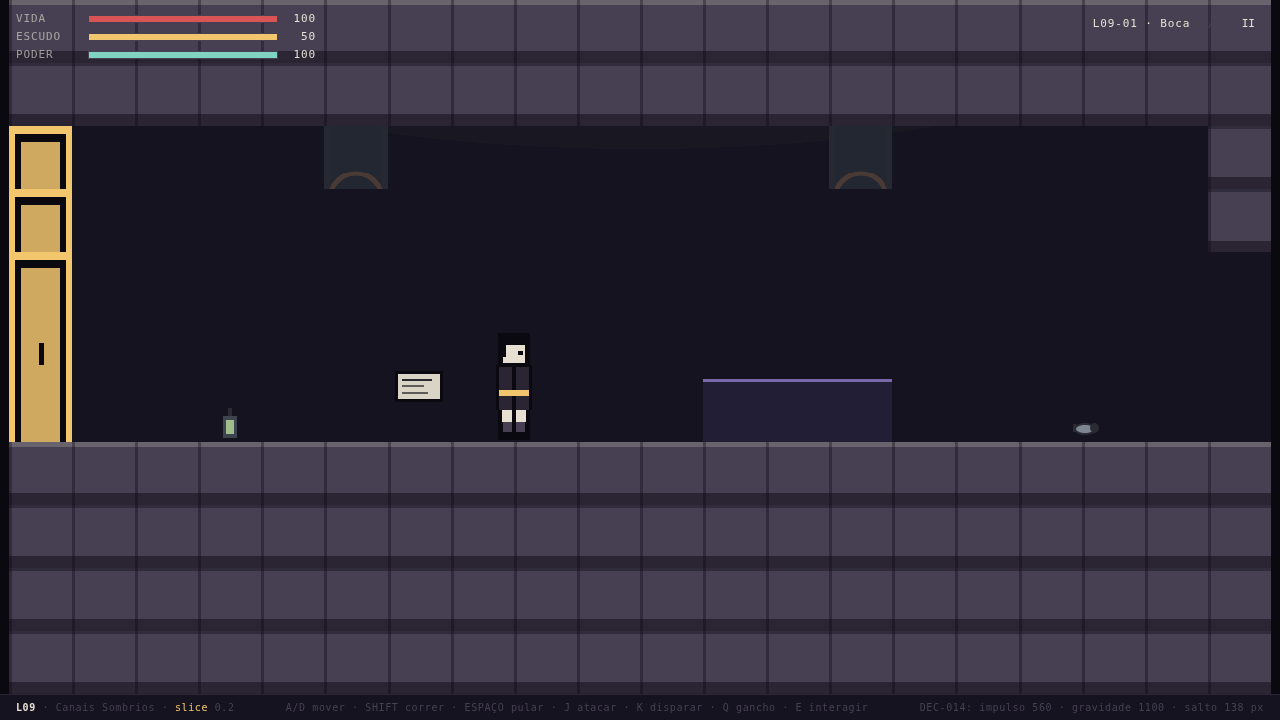 VIDA 100
ESCUDO 50
PODER 100
L09-01 · Boca II
L09 · Canais Sombrios · slice 0.2 A/D mover · SHIFT correr · ESPAÇO pular · J atacar · K disparar · Q gancho · E interagir DEC-014: impulso 560 · gravidade 1100 · salto 138 px